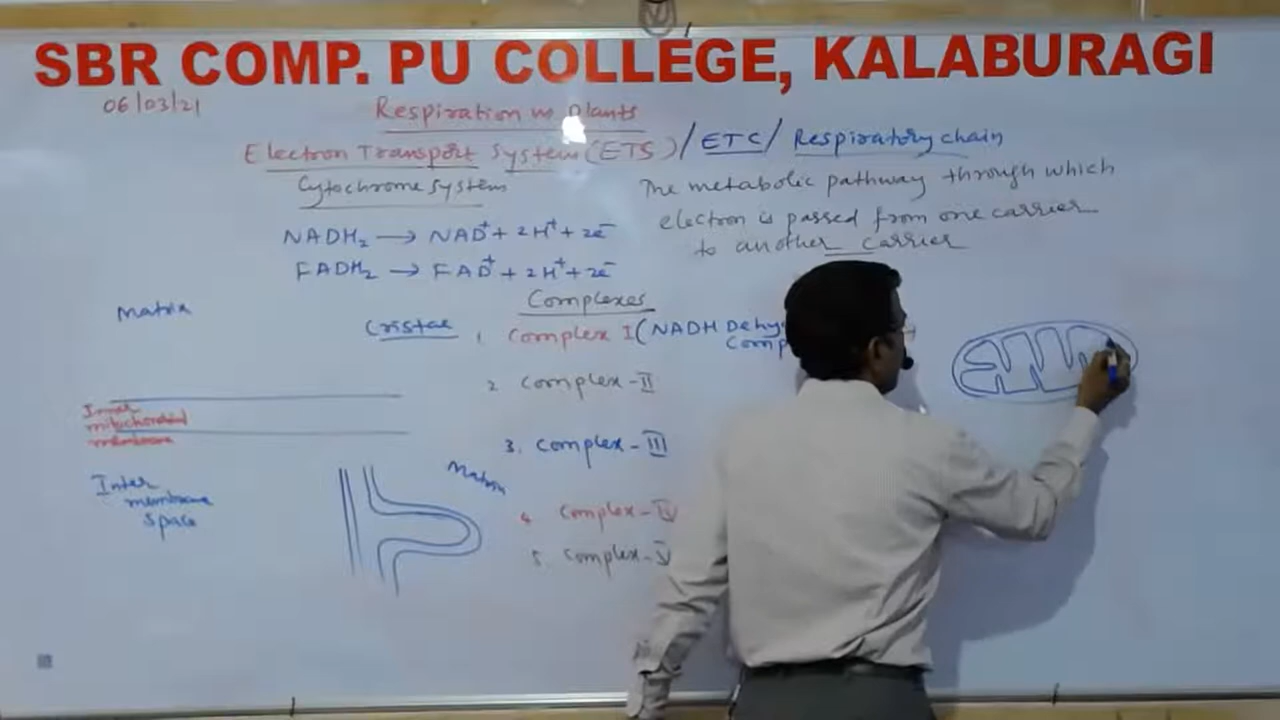 SBR COMP. PU COLLEGE, KALABURAGI
06/03/21
Respiration in Plants
Electron Transport System (ETS) / ETC / Respiratory chain
Cytochrome System
The metabolic pathway through which
electron is passed from one carrier
to another carrier
NADH₂ → NAD⁺ + 2H⁺ + 2e⁻
FADH₂ → FAD⁺ + 2H⁺ + 2e⁻
Complexes
Matrix
Cristae
1. Complex I (NADH Dehy
Comp
2. Complex-II
Inner
mitochondrial
membrane
3. Complex-III
Matrix
Inter
membrane
space
4. Complex-IV
5. Complex-V